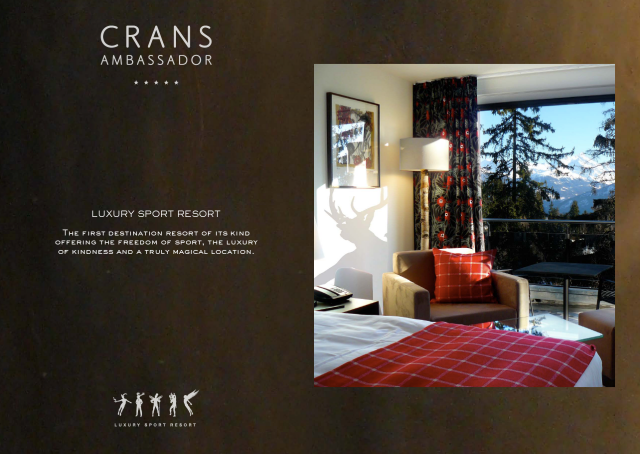 CRANS
AMBASSADOR
★★★★★
LUXURY SPORT RESORT
THE FIRST DESTINATION RESORT OF ITS KIND
OFFERING THE FREEDOM OF SPORT, THE LUXURY
OF KINDNESS AND A TRULY MAGICAL LOCATION.
LUXURY SPORT RESORT